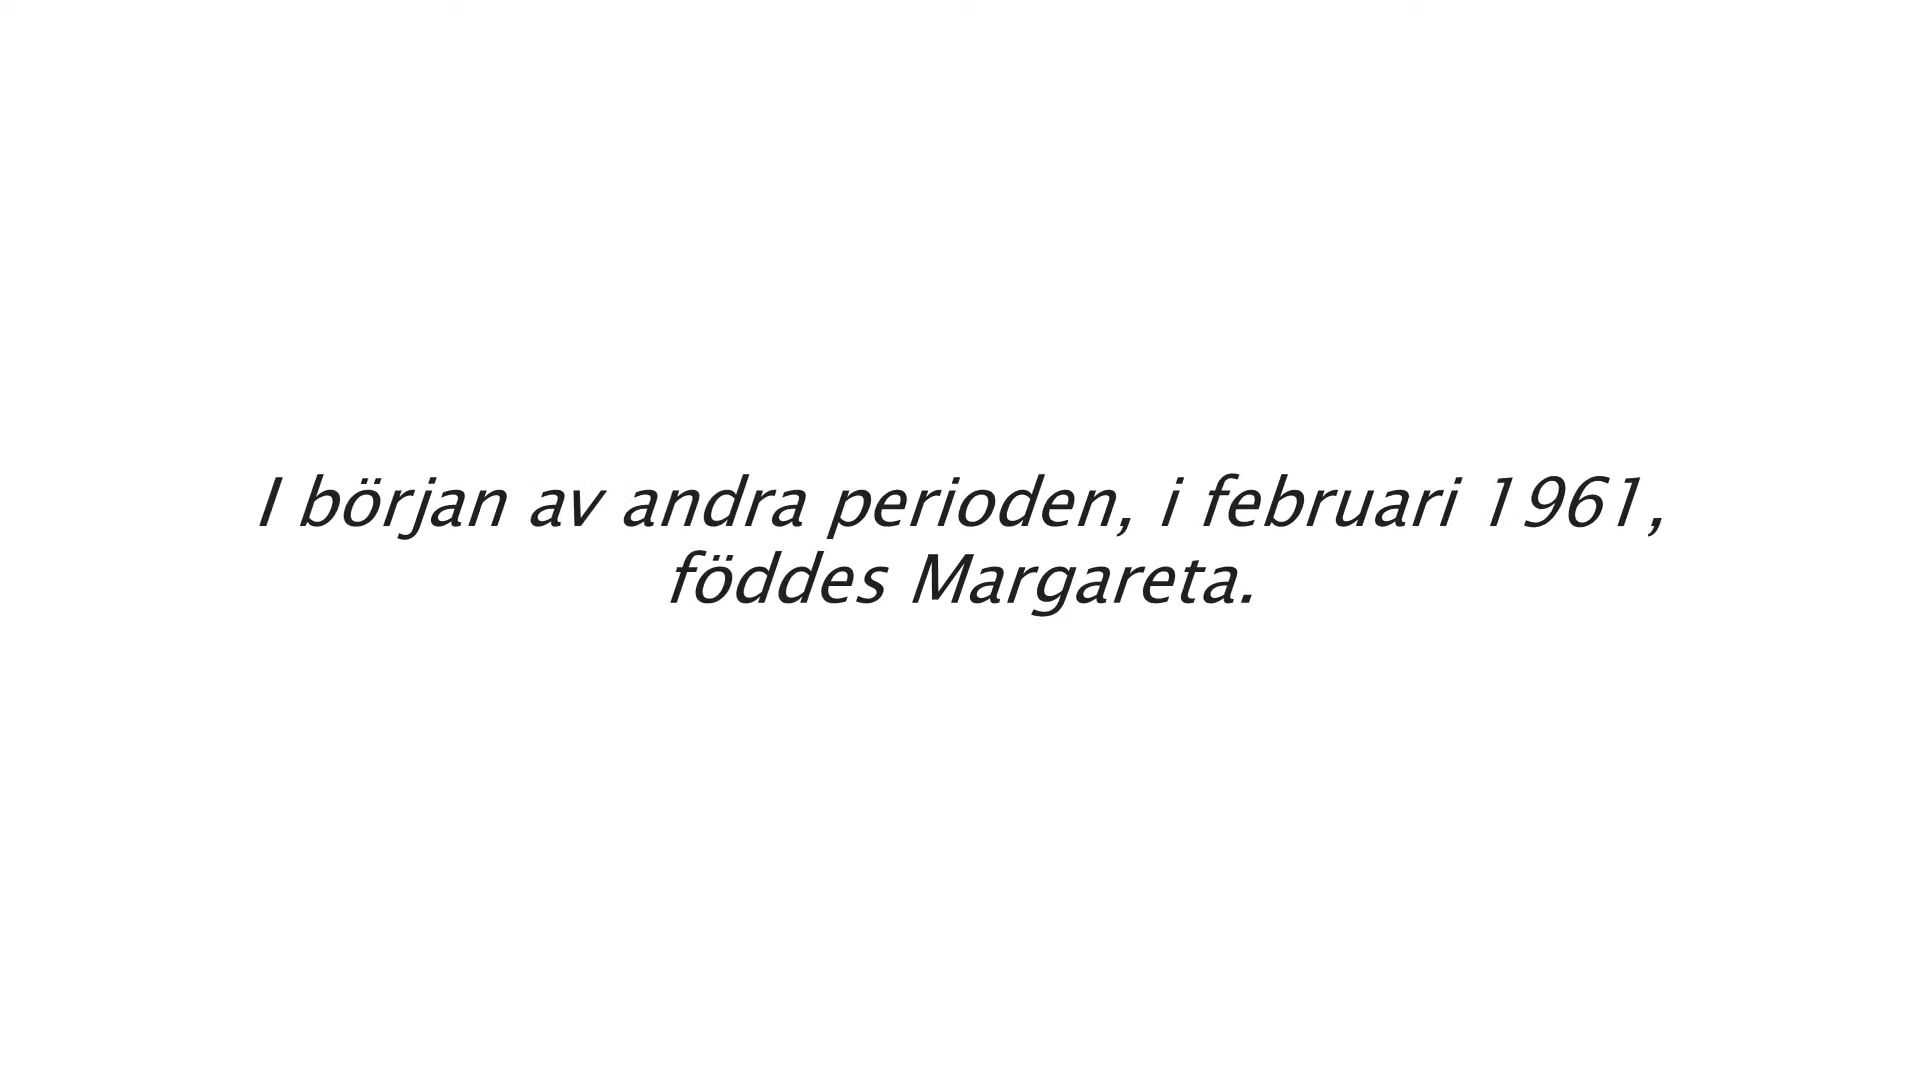 I början av andra perioden, i februari 1961,
föddes Margareta.